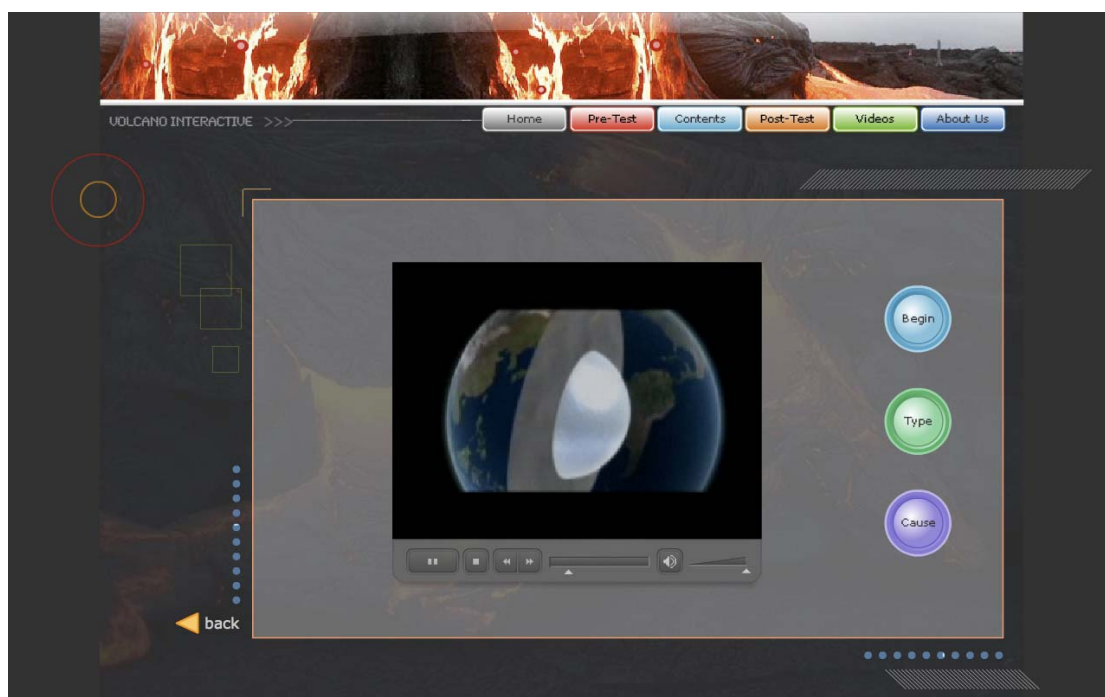 VOLCANO INTERACTIVE >>>
Home Pre-Test Contents Post-Test Videos About Us
Begin
Type
Cause
back